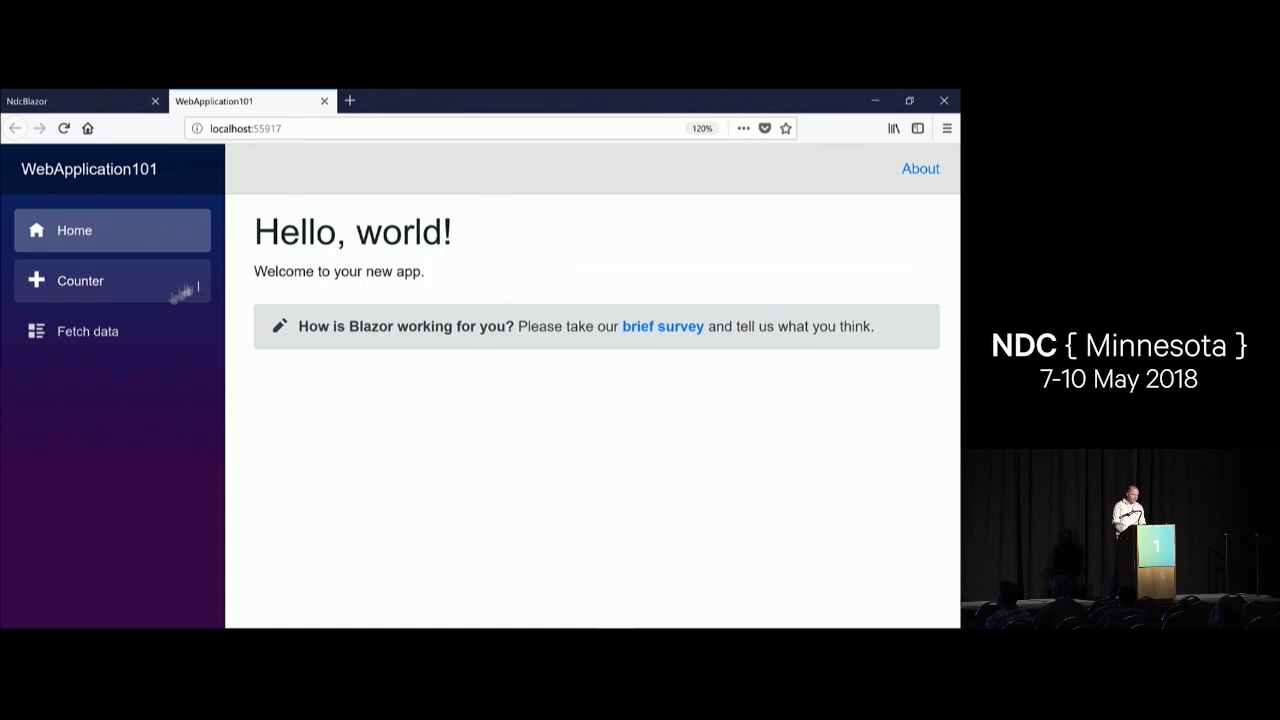 NdcBlazor
WebApplication101
localhost:55917
120%
WebApplication101
About
Home
Counter
Fetch data
Hello, world!
Welcome to your new app.
How is Blazor working for you? Please take our brief survey and tell us what you think.
NDC { Minnesota }
7-10 May 2018
1